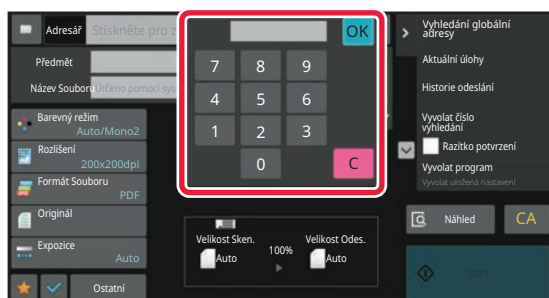 Adresář
Stiskněte pro z
OK
Vyhledání globální
adresy
Předmět
Aktuální úlohy
7 8 9
Název Souboru
Určeno pomocí sys
Historie odeslání
4 5 6
Barevný režim
Auto/Mono2
Vyvolat číslo
vyhledání
1 2 3
Rozlišení
200x200dpi
Razítko potvrzení
0
C
Vyvolat program
Vyvolat uložená nastavení
Formát Souboru
PDF
Originál
Náhled
CA
Velikost Sken.
Auto
100%
Velikost Odes.
Auto
Expozice
Auto
Start
Ostatní